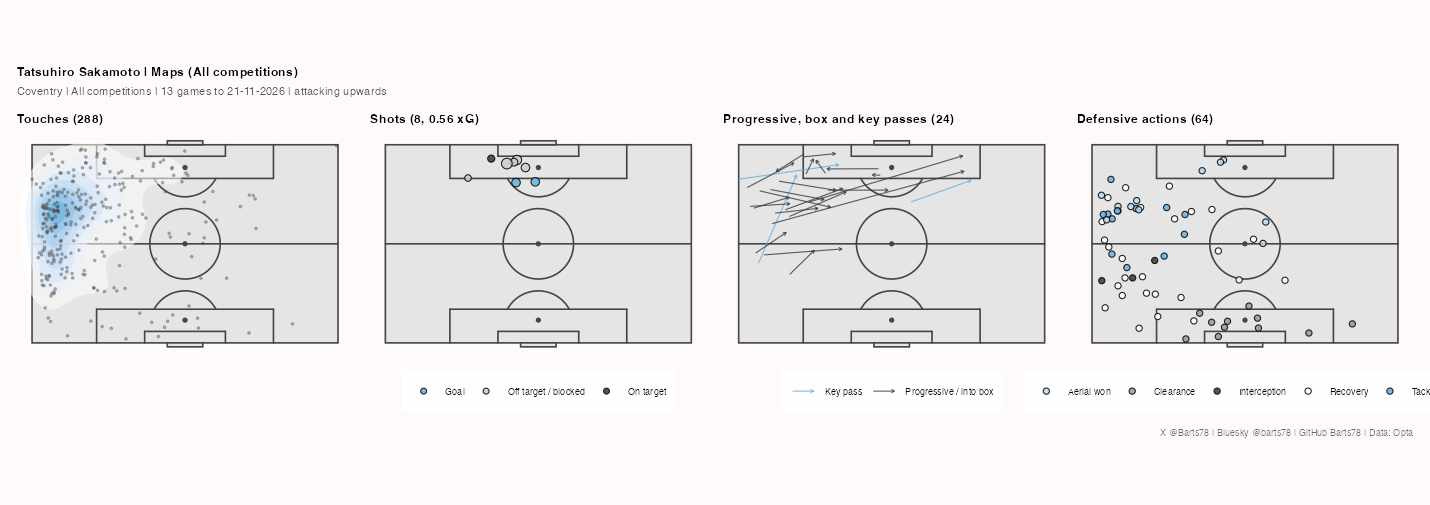 Tatsuhiro Sakamoto | Maps (All competitions)
Coventry | All competitions | 13 games to 21-11-2026 | attacking upwards
Touches (288)
Shots (8, 0.56 xG)
Progressive, box and key passes (24)
Defensive actions (64)
Goal
Off target / blocked
On target
Key pass
Progressive / into box
Aerial won
Clearance
Interception
Recovery
Tack
X @Barts78 | Bluesky @barts78 | GitHub Barts78 | Data: Opta